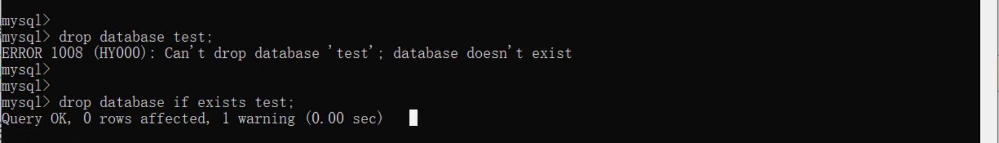 mysql>
mysql> drop database test;
ERROR 1008 (HY000): Can't drop database 'test'; database doesn't exist
mysql>
mysql>
mysql> drop database if exists test;
Query OK, 0 rows affected, 1 warning (0.00 sec)